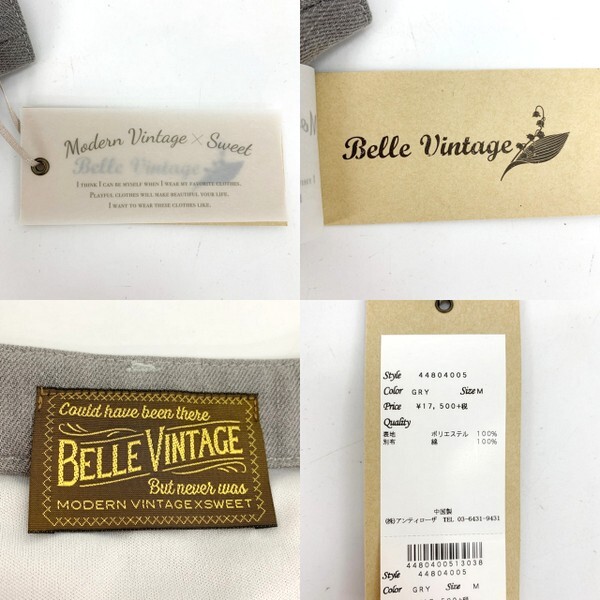 Modern Vintage × Sweet
Belle Vintage
I THINK I CAN BE MYSELF WHEN I WEAR MY FAVORITE CLOTHES.
PLAYFUL CLOTHES WILL MAKE BEAUTIFUL YOUR LIFE.
I WANT TO WEAR THESE CLOTHES LIKE.
Belle Vintage
Could have been there
BELLE VINTAGE
But never was
MODERN VINTAGEXSWEET
Style 44804005
Color GRY Size M
Price ¥17,500+税
Quality
表地 ポリエステル 100%
別布 綿 100%
中国製
(株)アンティローザ TEL 03-6431-9431
4480400513038
Style 44804005
Color GRY Size M